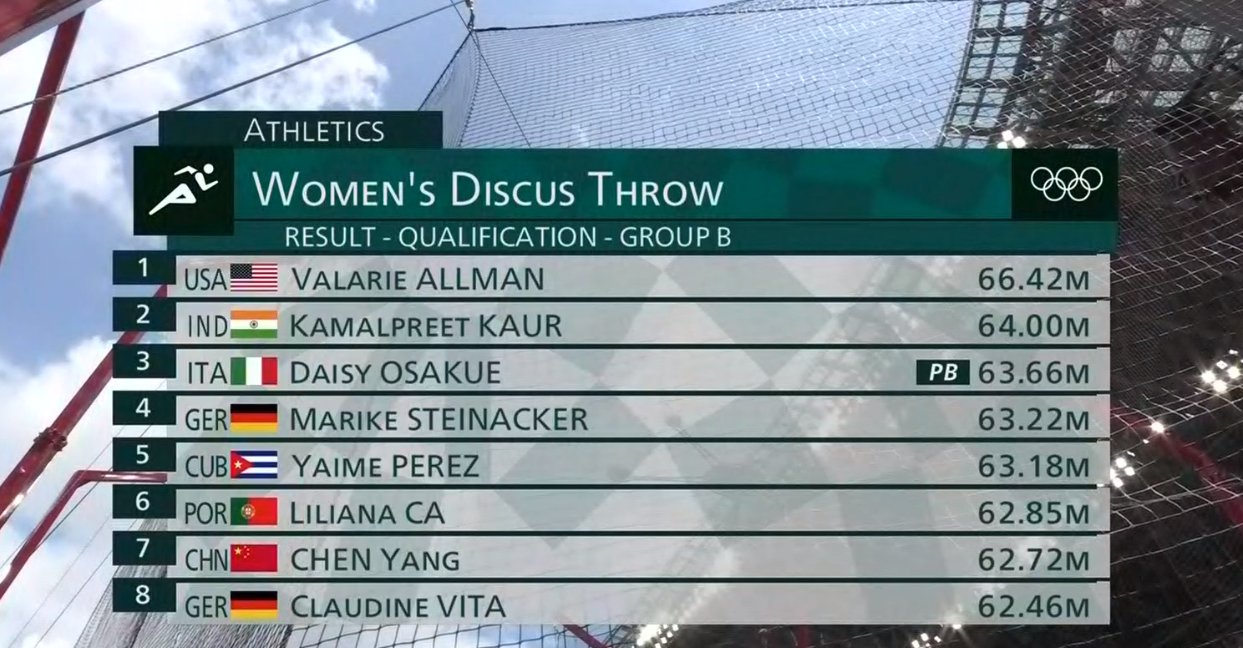 ATHLETICS
WOMEN'S DISCUS THROW
RESULT - QUALIFICATION - GROUP B
1 USA VALARIE ALLMAN 66.42M
2 IND KAMALPREET KAUR 64.00M
3 ITA DAISY OSAKUE PB 63.66M
4 GER MARIKE STEINACKER 63.22M
5 CUB YAIME PEREZ 63.18M
6 POR LILIANA CA 62.85M
7 CHN CHEN YANG 62.72M
8 GER CLAUDINE VITA 62.46M